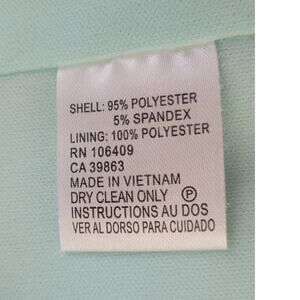 SHELL: 95% POLYESTER
5% SPANDEX
LINING: 100% POLYESTER
RN 106409
CA 39863
MADE IN VIETNAM
DRY CLEAN ONLY Ⓟ
INSTRUCTIONS AU DOS
VER AL DORSO PARA CUIDADO